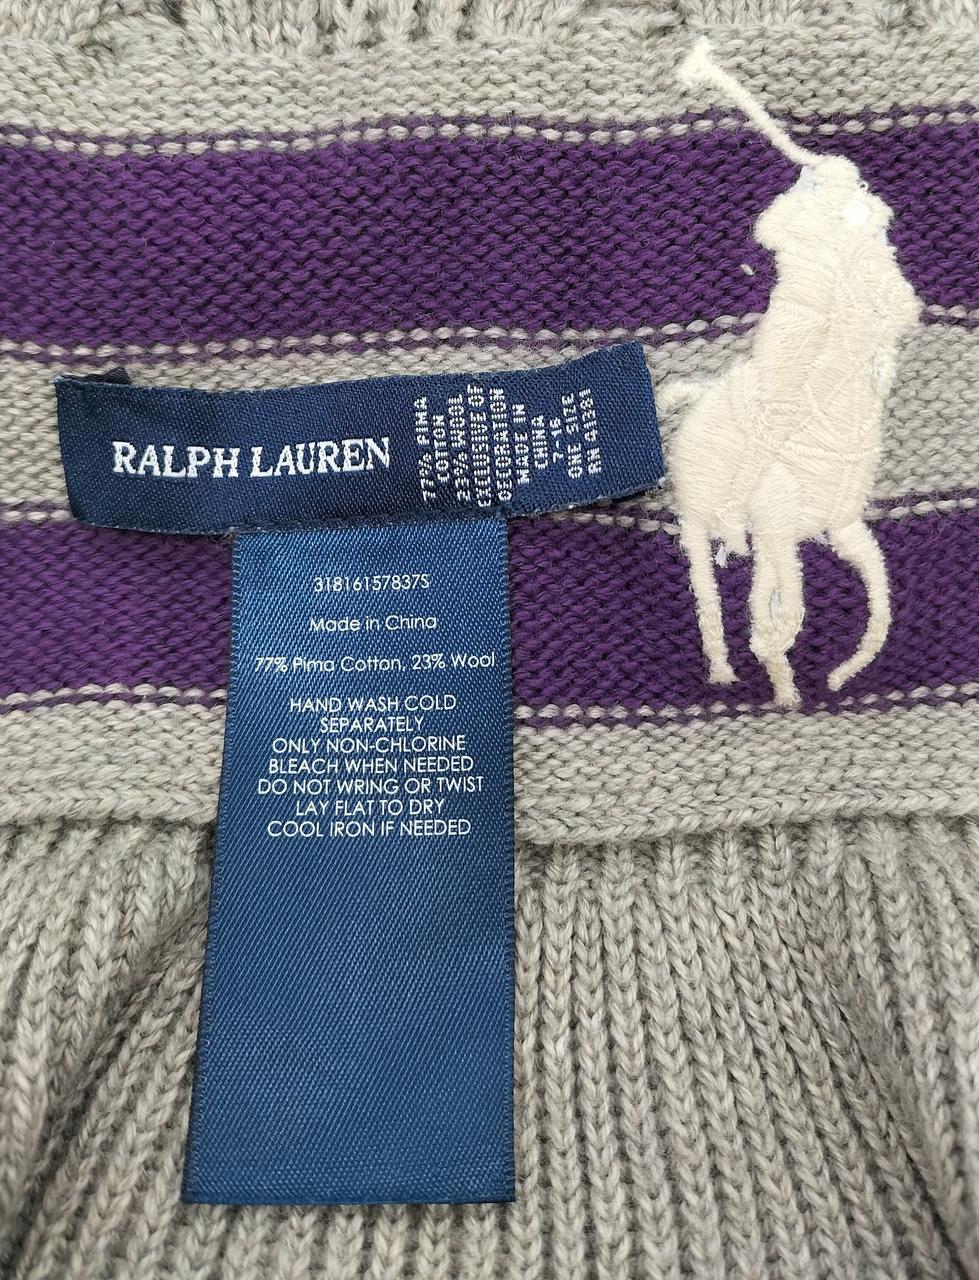 RALPH LAUREN
77% PIMA
COTTON
23% WOOL
EXCLUSIVE OF
DECORATION
MADE IN
CHINA
7-16
ONE SIZE
RN 41381
31816157837S
Made in China
77% Pima Cotton, 23% Wool
HAND WASH COLD
SEPARATELY
ONLY NON-CHLORINE
BLEACH WHEN NEEDED
DO NOT WRING OR TWIST
LAY FLAT TO DRY
COOL IRON IF NEEDED